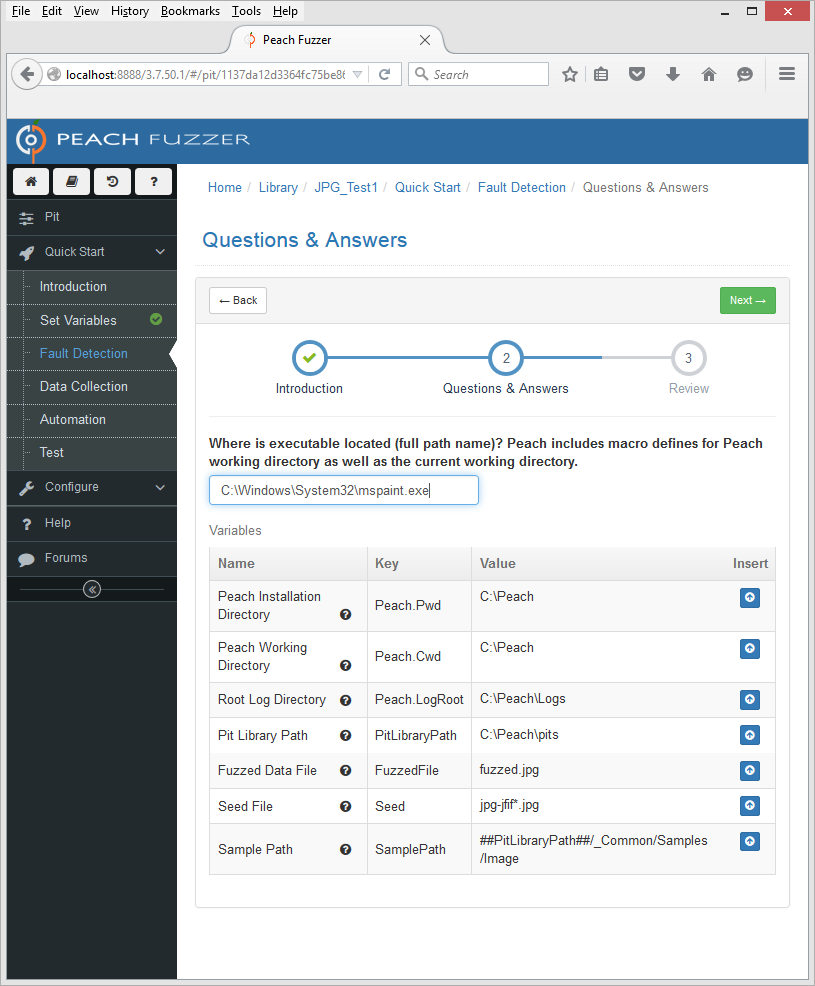 File Edit View History Bookmarks Tools Help
Peach Fuzzer
localhost:8888/3.7.50.1/#/pit/1137da12d3364fc75be86
Search
PEACH FUZZER
Home / Library / JPG_Test1 / Quick Start / Fault Detection / Questions & Answers
Pit
Quick Start
Introduction
Set Variables
Fault Detection
Data Collection
Automation
Test
Configure
Help
Forums
Questions & Answers
← Back
Next →
2
3
Introduction
Questions & Answers
Review
Where is executable located (full path name)? Peach includes macro defines for Peach
working directory as well as the current working directory.
C:\Windows\System32\mspaint.exe
Variables
Name Key Value Insert
Peach Installation
Directory
Peach.Pwd
C:\Peach
Peach Working
Directory
Peach.Cwd
C:\Peach
Root Log Directory Peach.LogRoot C:\Peach\Logs
Pit Library Path PitLibraryPath C:\Peach\pits
Fuzzed Data File FuzzedFile fuzzed.jpg
Seed File Seed jpg-jfif*.jpg
Sample Path SamplePath ##PitLibraryPath##/_Common/Samples
/Image